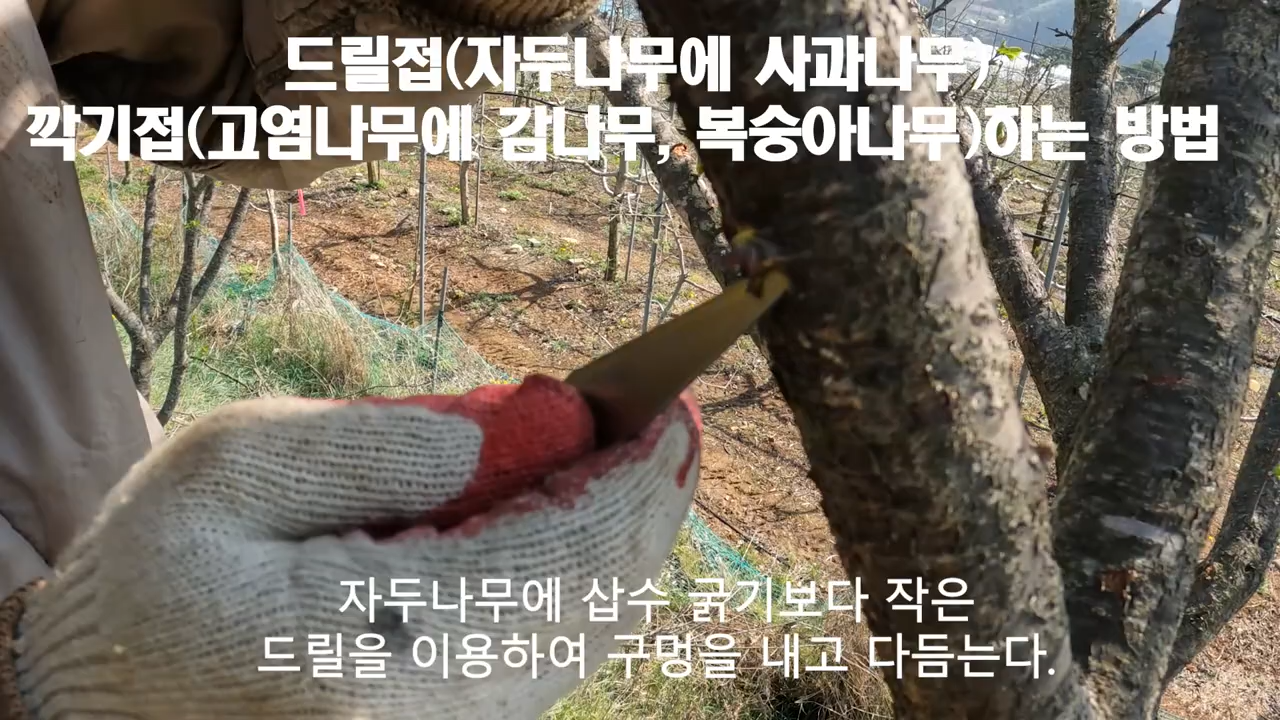 드릴접(자두나무에 사과나무)
깍기접(고염나무에 감나무, 복숭아나무)하는 방법
자두나무에 삽수 굵기보다 작은
드릴을 이용하여 구멍을 내고 다듬는다.